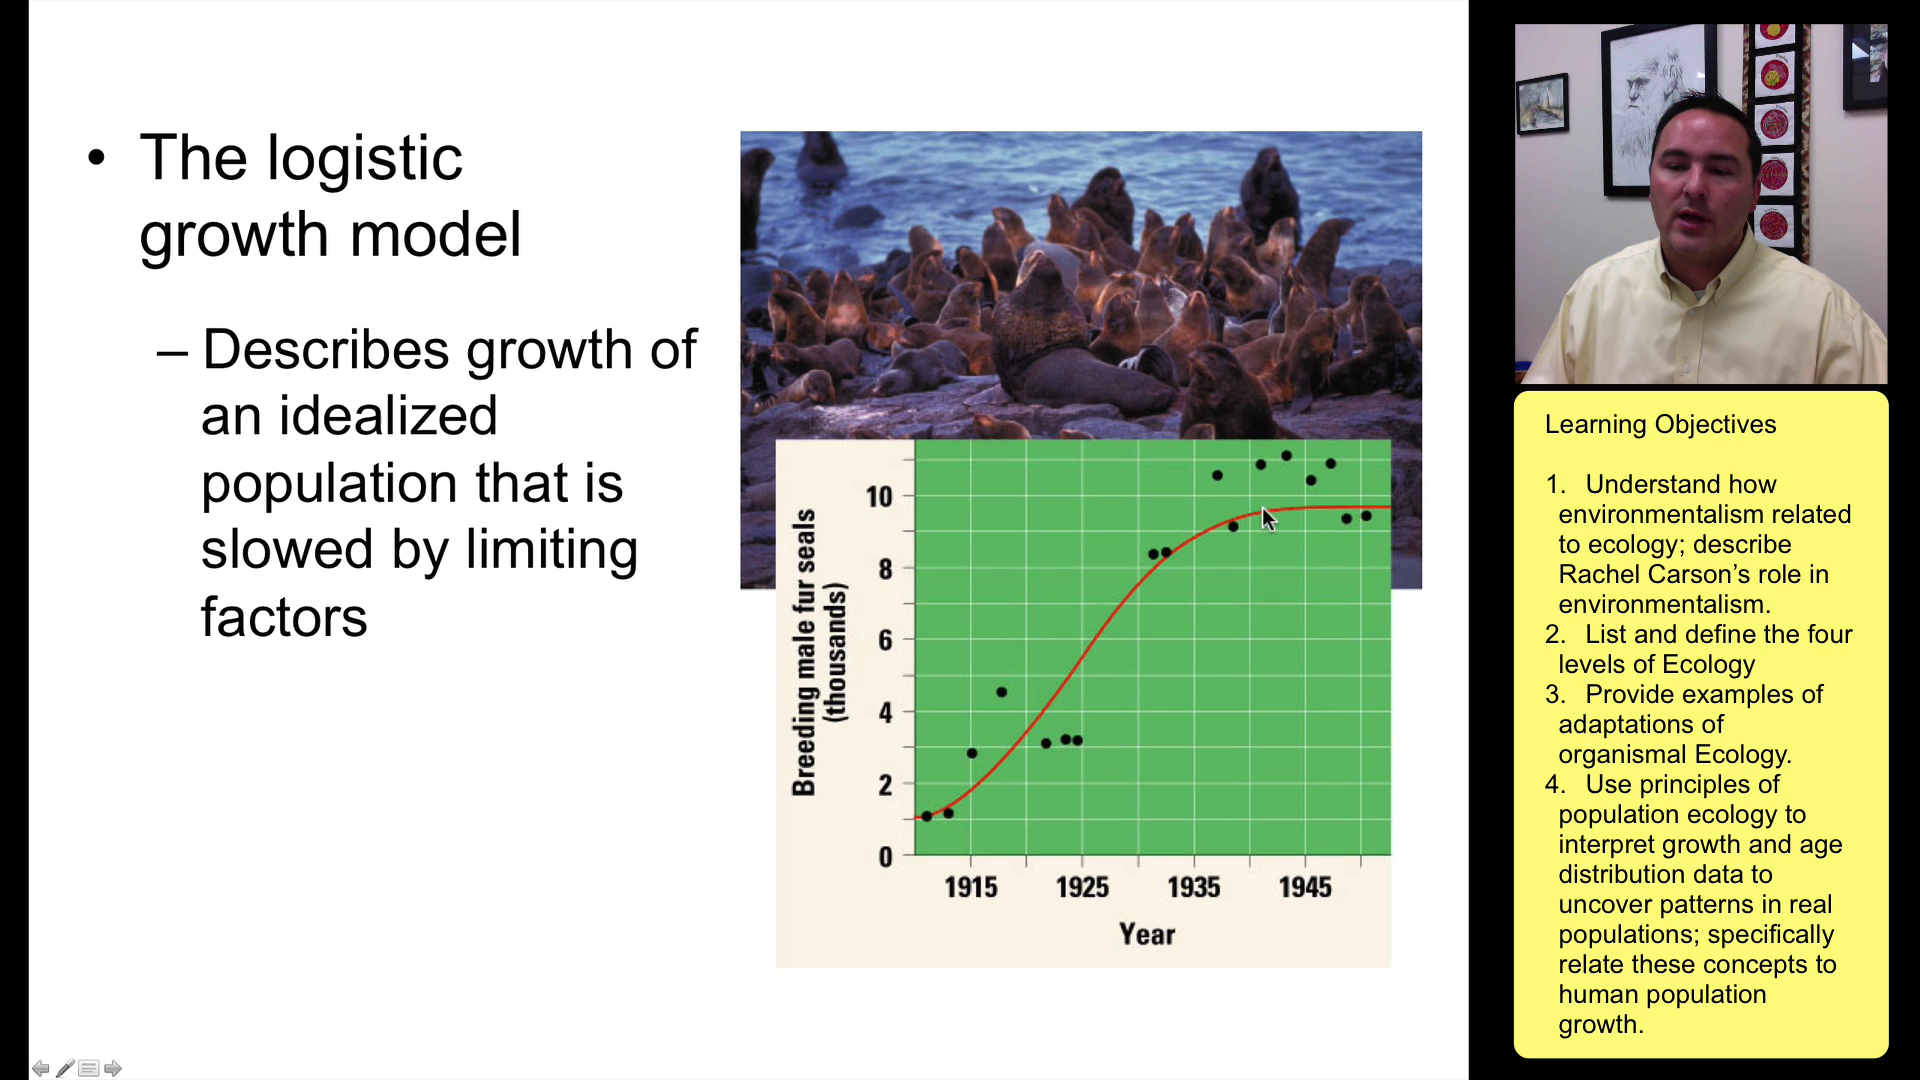 • The logistic
growth model
– Describes growth of
an idealized
population that is
slowed by limiting
factors
Breeding male fur seals
(thousands)
10
8
6
4
2
0
1915 1925 1935 1945
Year
Learning Objectives
1. Understand how
environmentalism related
to ecology; describe
Rachel Carson’s role in
environmentalism.
2. List and define the four
levels of Ecology
3. Provide examples of
adaptations of
organismal Ecology.
4. Use principles of
population ecology to
interpret growth and age
distribution data to
uncover patterns in real
populations; specifically
relate these concepts to
human population
growth.